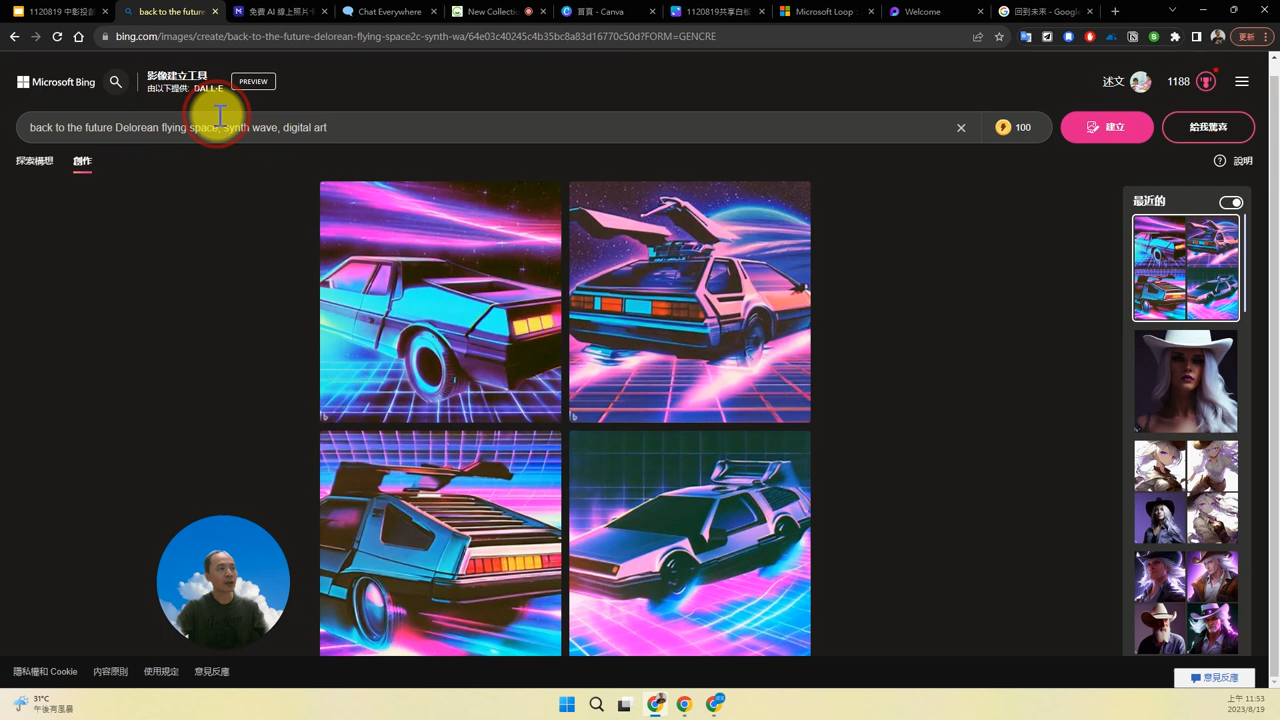 1120819 中彰投直
back to the future
免費 AI 線上照片卡
Chat Everywhere
New Collectio
首頁 - Canva
1120819共享白板
Microsoft Loop :
Welcome
回到未來 - Google
bing.com/images/create/back-to-the-future-delorean-flying-space2c-synth-wa/64e03c40245c4b35bc8a83d16770c50d?FORM=GENCRE
更新
Microsoft Bing
影像建立工具
由以下提供: DALL·E
PREVIEW
述文
1188
back to the future Delorean flying space, synth wave, digital art
100
建立
給我驚喜
探索構想
創作
說明
最近的
隱私權和 Cookie
內容原則
使用規定
意見反應
意見反應
31°C
午後有風暴
上午 11:53
2023/8/19